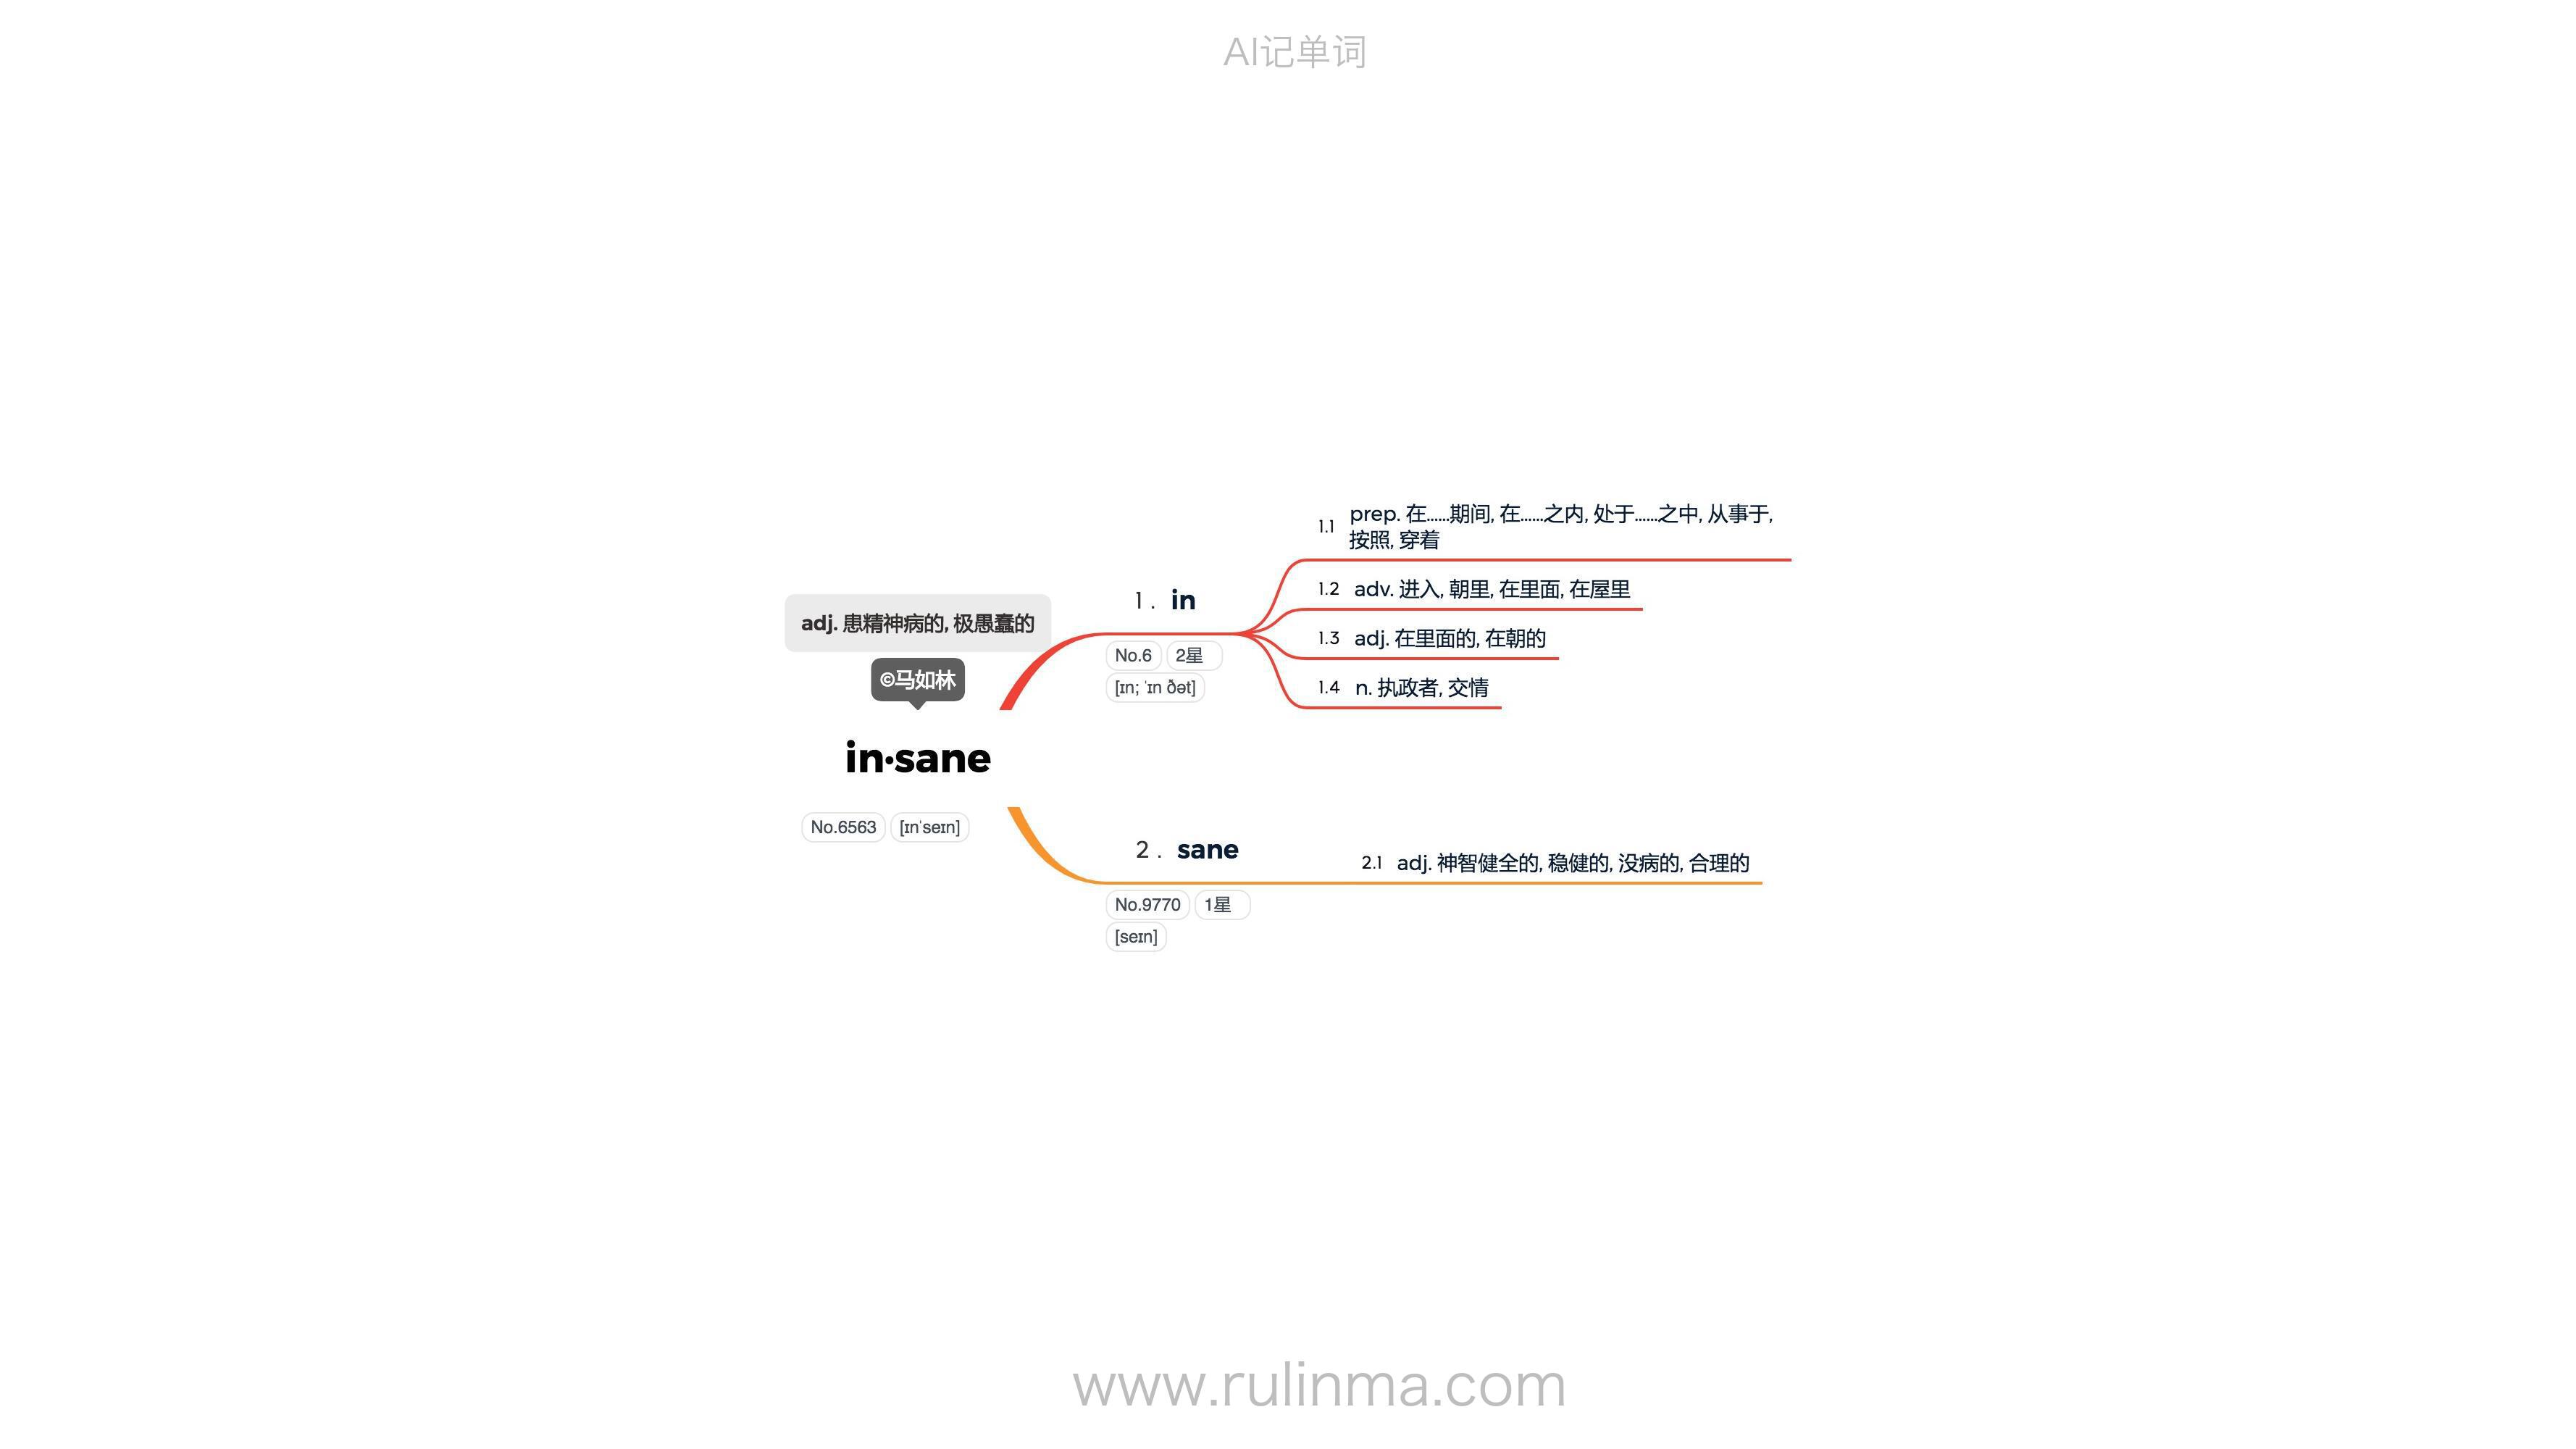 AI记单词
adj. 患精神病的, 极愚蠢的
©马如林
in·sane
No.6563 [ɪnˈseɪn]
1. in
No.6 2星
[ɪn; ˈɪn ðət]
1.1 prep. 在……期间, 在……之内, 处于……之中, 从事于,
按照, 穿着
1.2 adv. 进入, 朝里, 在里面, 在屋里
1.3 adj. 在里面的, 在朝的
1.4 n. 执政者, 交情
2. sane
No.9770 1星
[seɪn]
2.1 adj. 神智健全的, 稳健的, 没病的, 合理的
www.rulinma.com